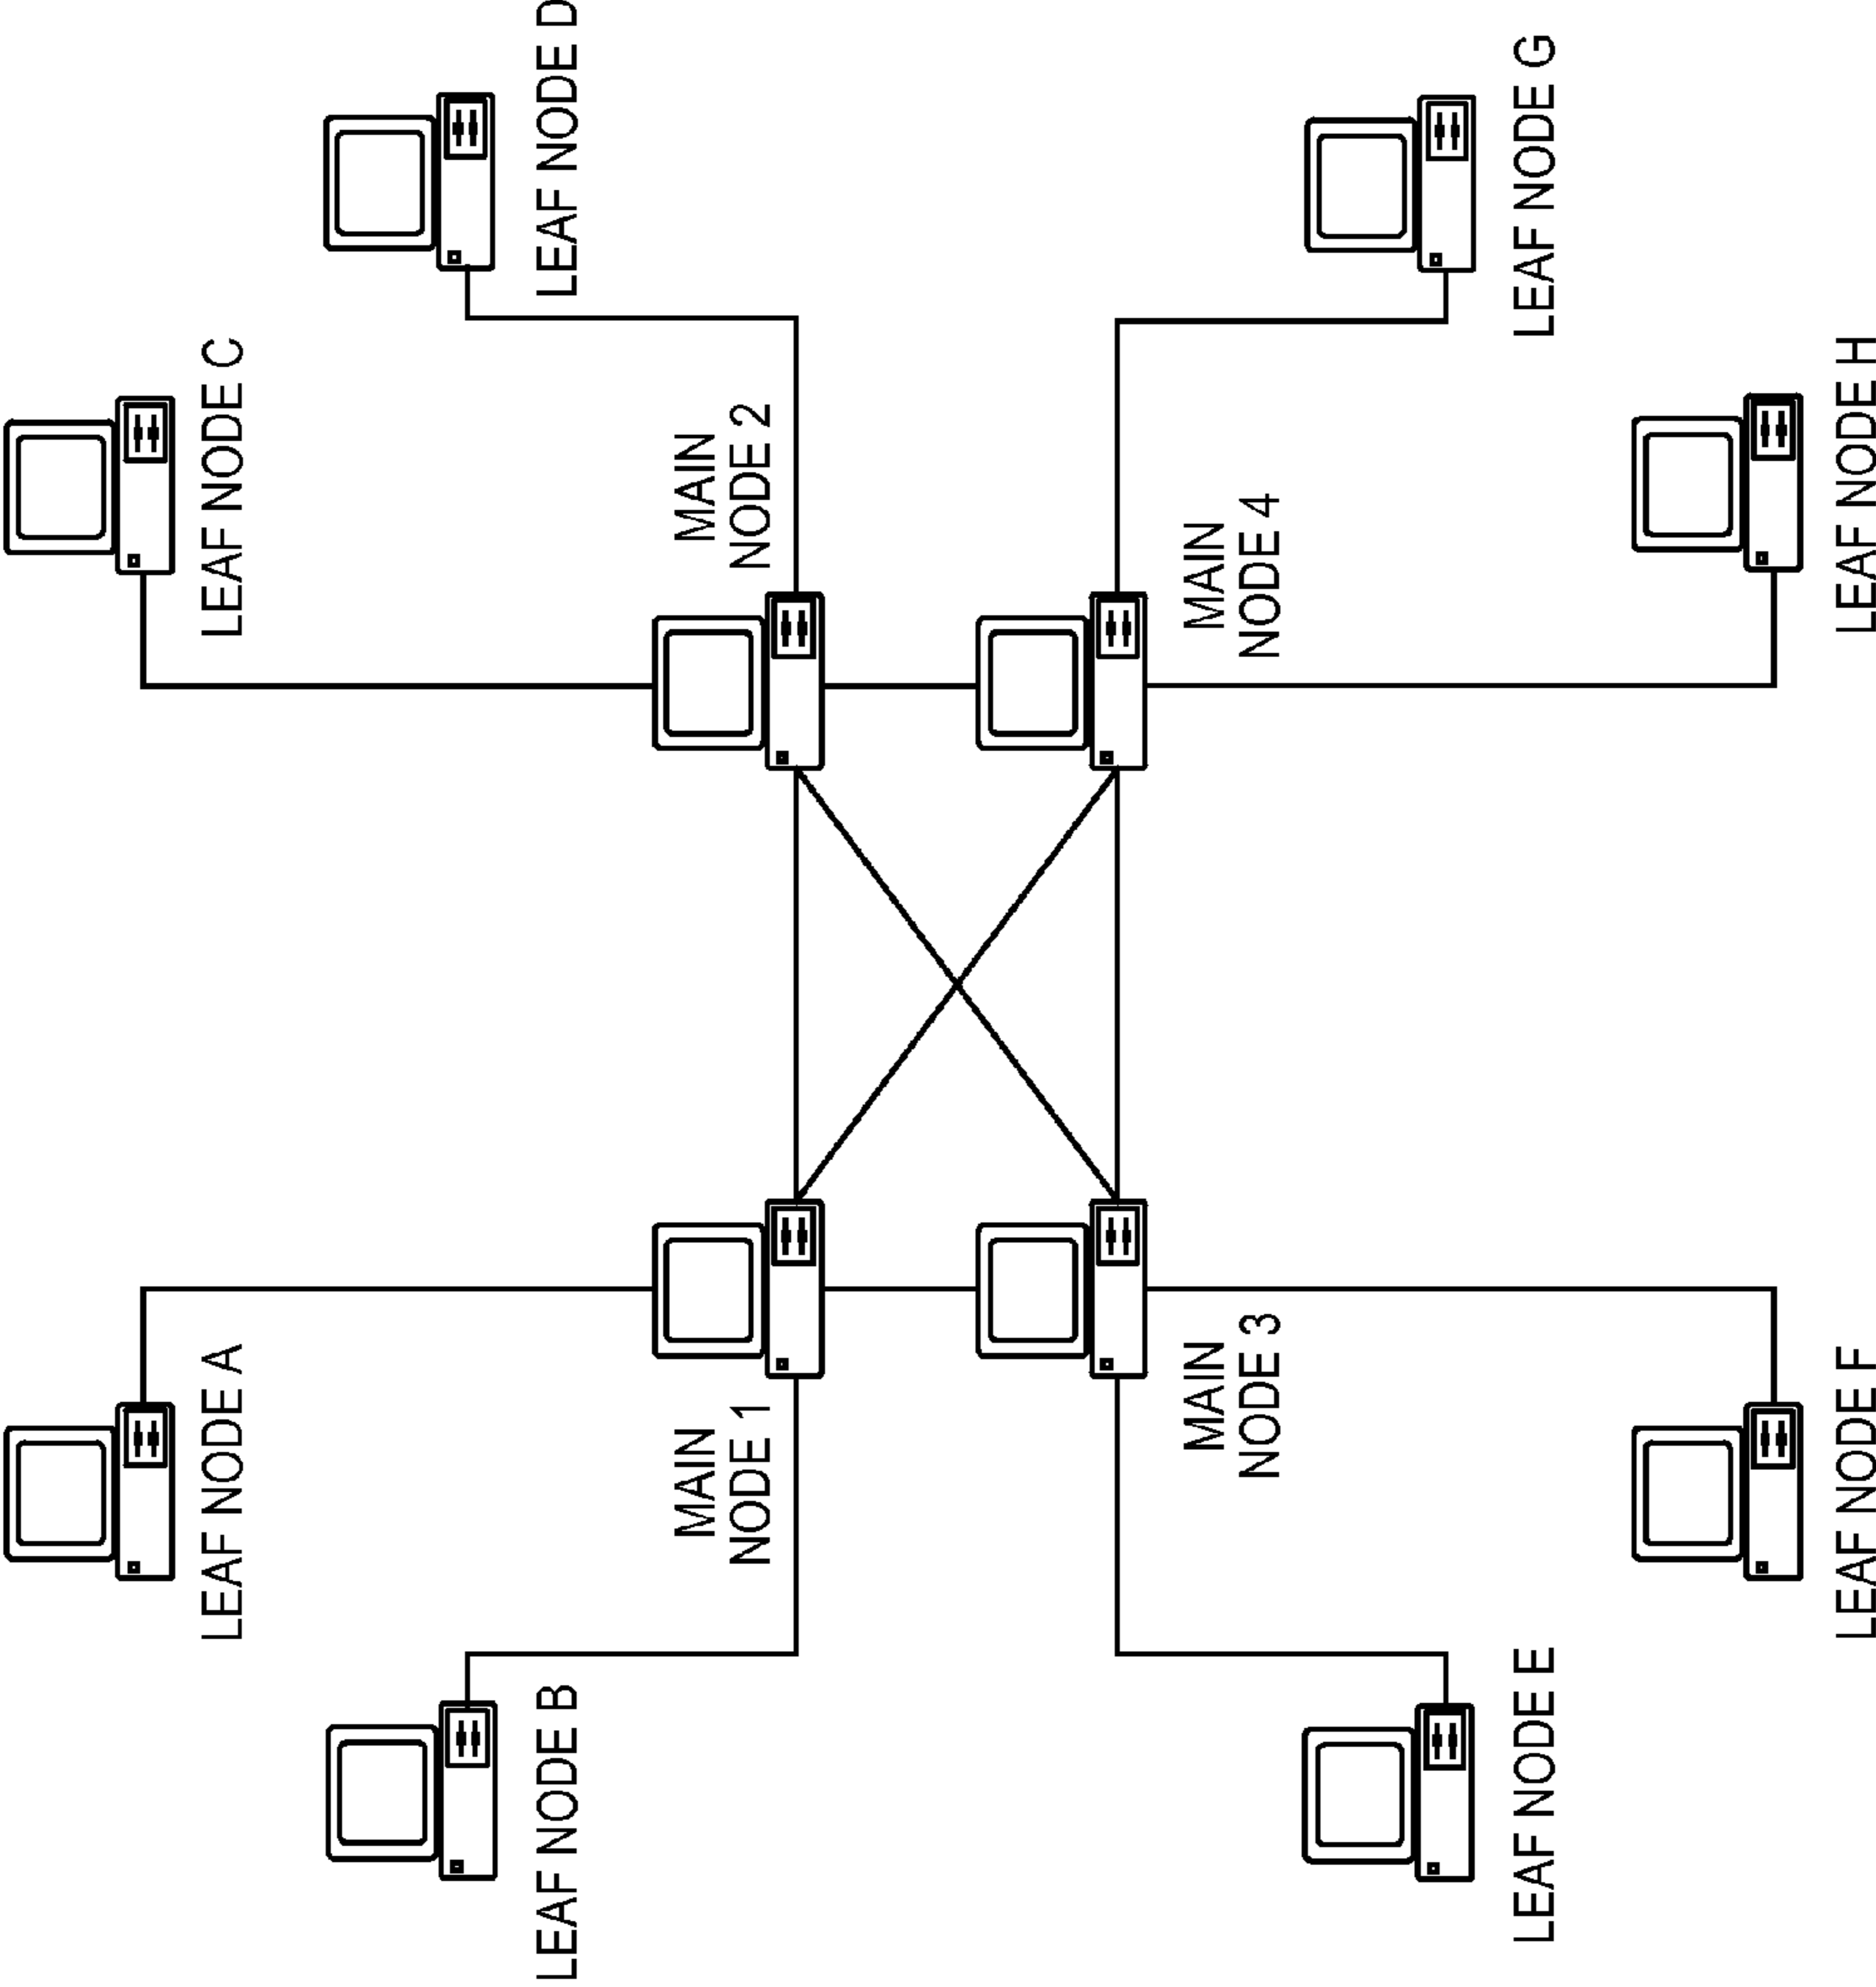 LEAF NODE A
LEAF NODE C
LEAF NODE B
LEAF NODE D
MAIN
NODE 1
MAIN
NODE 2
MAIN
NODE 3
MAIN
NODE 4
LEAF NODE E
LEAF NODE G
LEAF NODE F
LEAF NODE H